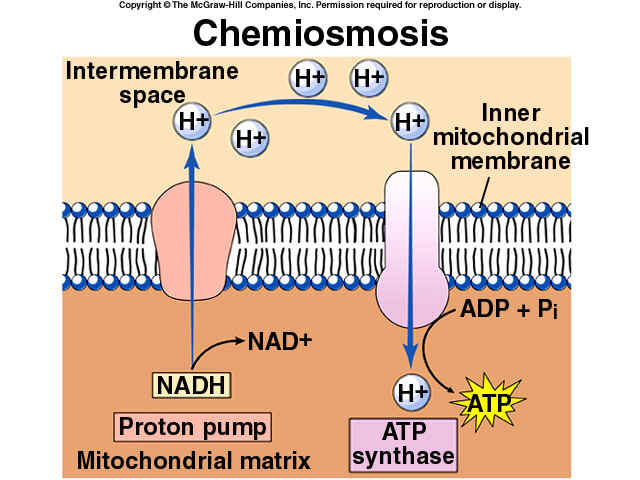 Copyright © The McGraw-Hill Companies, Inc. Permission required for reproduction or display.
Chemiosmosis
Intermembrane
space
H+
H+
H+
H+
H+
Inner
mitochondrial
membrane
ADP + Pi
NAD+
NADH
H+
ATP
Proton pump
ATP
synthase
Mitochondrial matrix